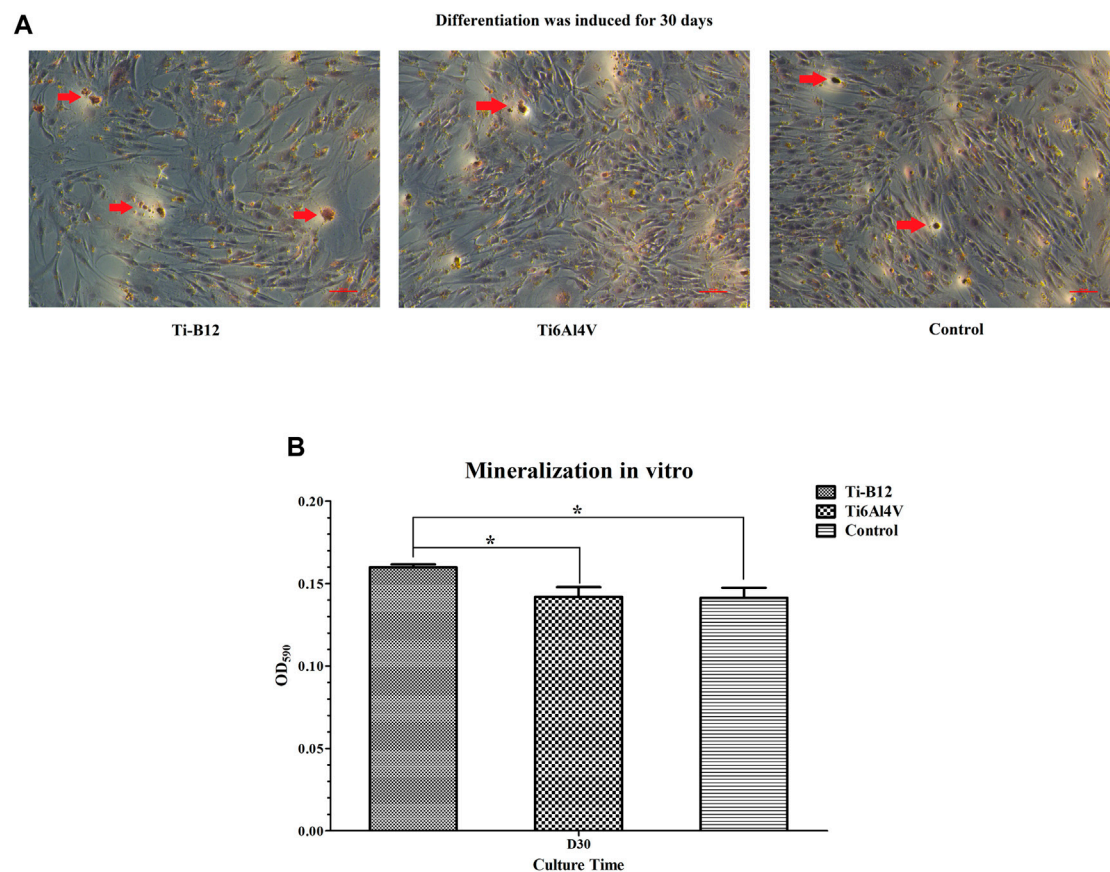 A
Differentiation was induced for 30 days
Ti-B12
Ti6Al4V
Control
B
Mineralization in vitro
Ti-B12
Ti6Al4V
Control
*
*
0.20
0.15
0.10
0.05
0.00
OD590
D30
Culture Time